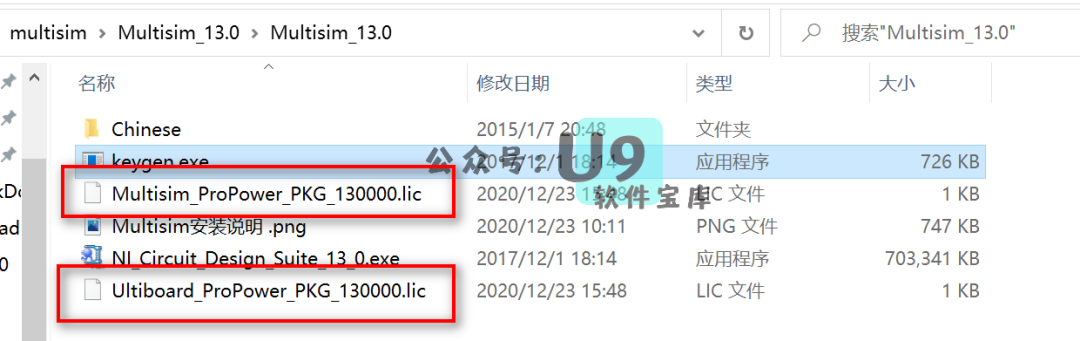 multisim > Multisim_13.0 > Multisim_13.0
搜索"Multisim_13.0"
名称 修改日期 类型 大小
Chinese 2015/1/7 20:48 文件夹
keygen.exe 2017/12/1 18:14 应用程序 726 KB
Multisim_ProPower_PKG_130000.lic 2020/12/23 15:48 LIC 文件 1 KB
Multisim安装说明 .png 2020/12/23 10:11 PNG 文件 747 KB
NI_Circuit_Design_Suite_13_0.exe 2017/12/1 18:14 应用程序 703,341 KB
Ultiboard_ProPower_PKG_130000.lic 2020/12/23 15:48 LIC 文件 1 KB
公众号:U9
软件宝库
ad
0